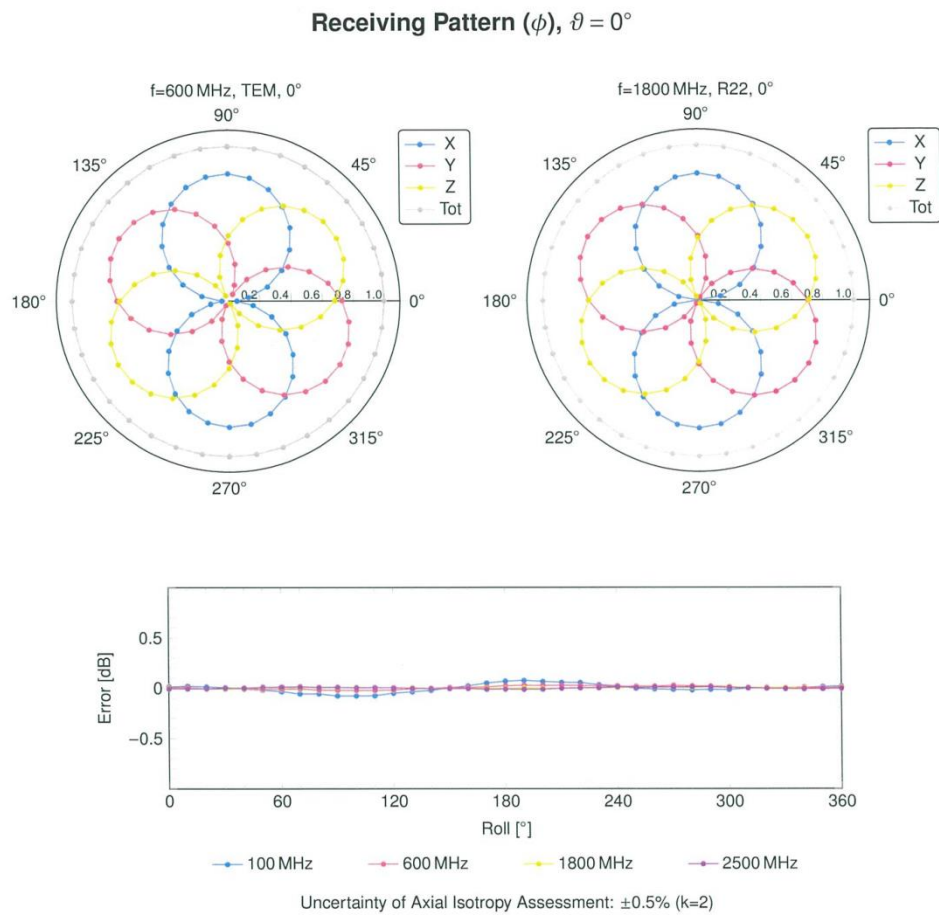 Receiving Pattern (ϕ), ϑ = 0°
f=600 MHz, TEM, 0°
90°
135°
45°
180°
0°
225°
315°
270°
0.2
0.4
0.6
0.8
1.0
X
Y
Z
Tot
f=1800 MHz, R22, 0°
90°
135°
45°
180°
0°
225°
315°
270°
0.2
0.4
0.6
0.8
1.0
X
Y
Z
Tot
Error [dB]
0.5
0
−0.5
0
60
120
180
240
300
360
Roll [°]
100 MHz
600 MHz
1800 MHz
2500 MHz
Uncertainty of Axial Isotropy Assessment: ±0.5% (k=2)